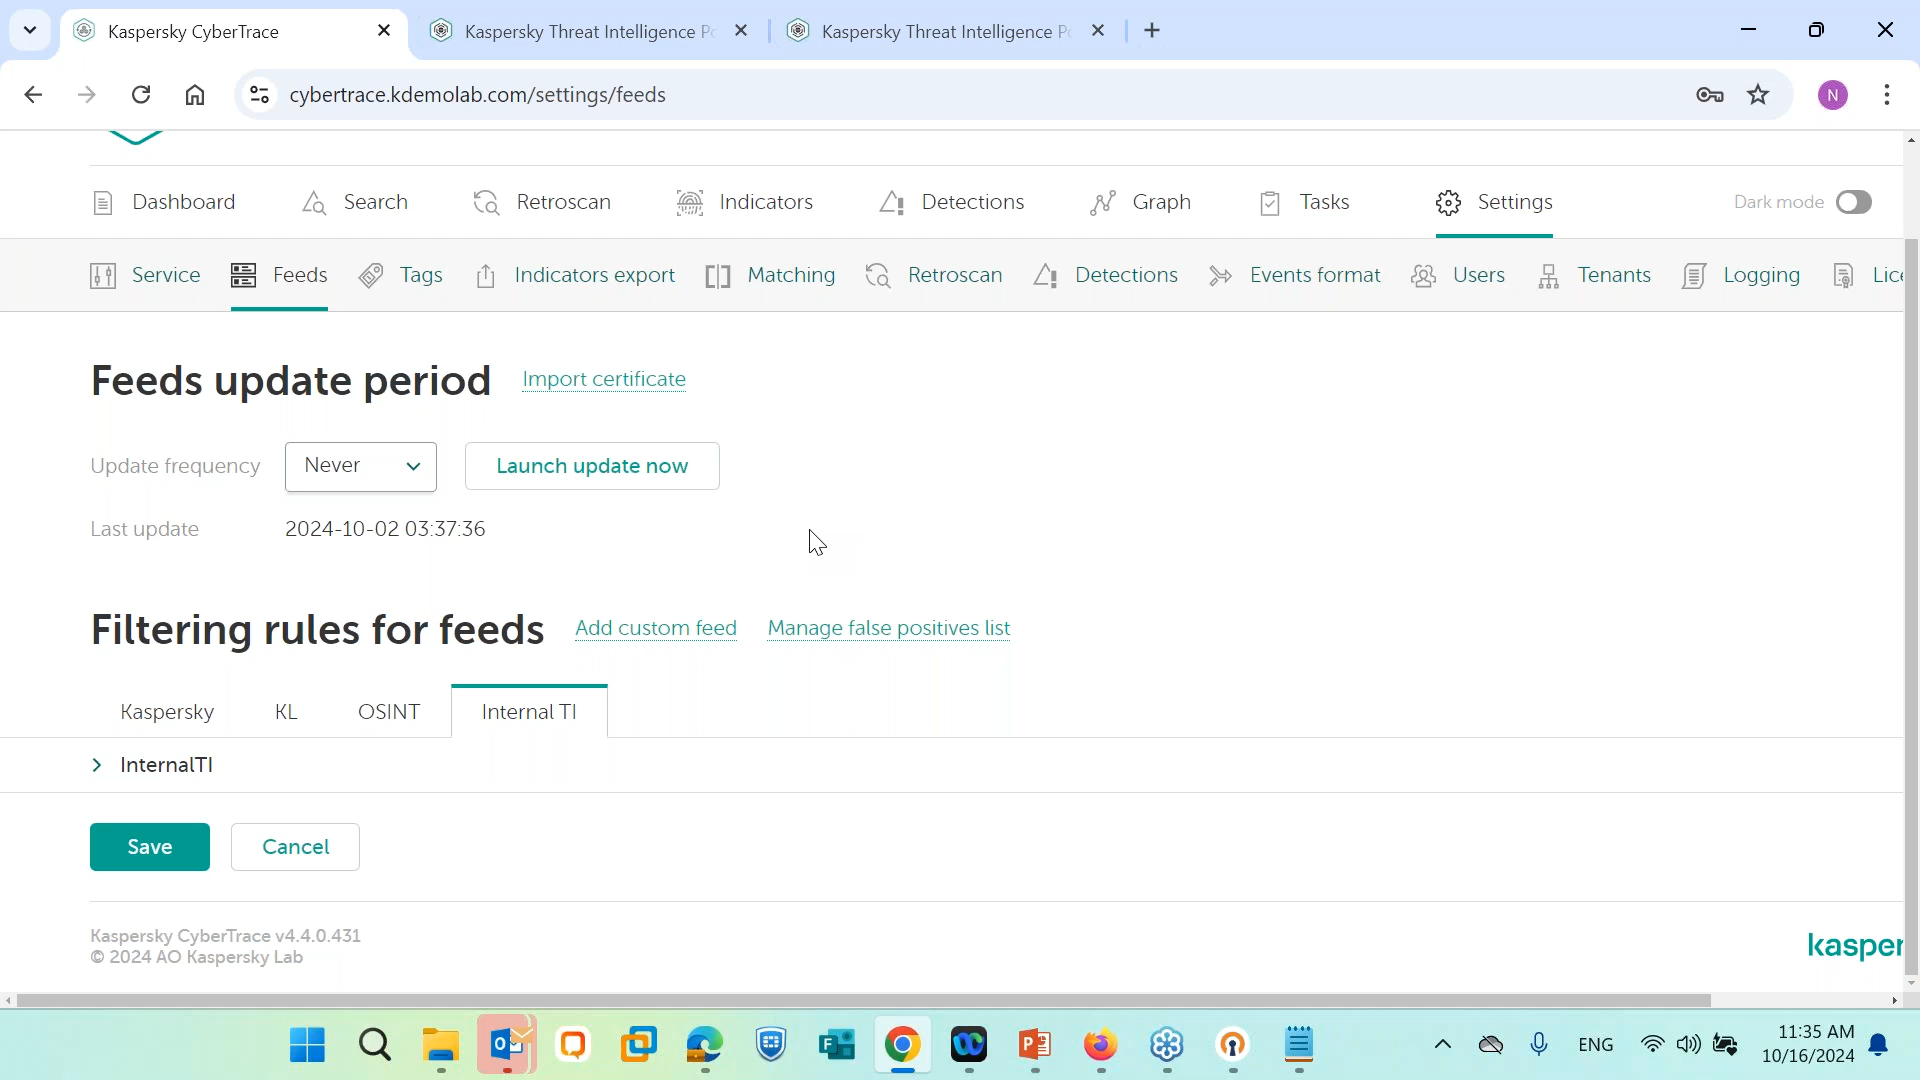 Kaspersky CyberTrace
Kaspersky Threat Intelligence Po
Kaspersky Threat Intelligence Po
cybertrace.kdemolab.com/settings/feeds
N
Dashboard Search Retroscan Indicators Detections Graph Tasks Settings Dark mode
Service Feeds Tags Indicators export Matching Retroscan Detections Events format Users Tenants Logging Lice
Feeds update period Import certificate
Update frequency Never Launch update now
Last update 2024-10-02 03:37:36
Filtering rules for feeds Add custom feed Manage false positives list
Kaspersky KL OSINT Internal TI
InternalTI
Save Cancel
Kaspersky CyberTrace v4.4.0.431
© 2024 AO Kaspersky Lab
kasper
ENG
11:35 AM
10/16/2024